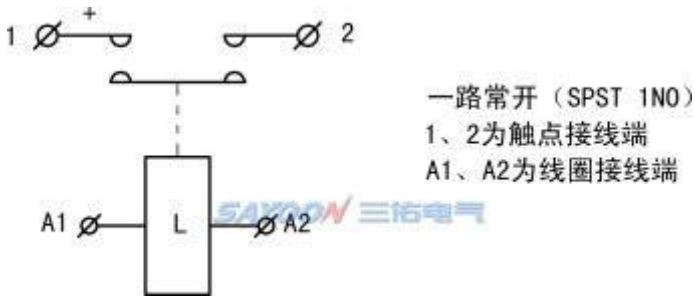 1 + 2
一路常开（SPST 1NO）
1、2为触点接线端
A1、A2为线圈接线端
A1 L A2
SAYOON 三佑电气